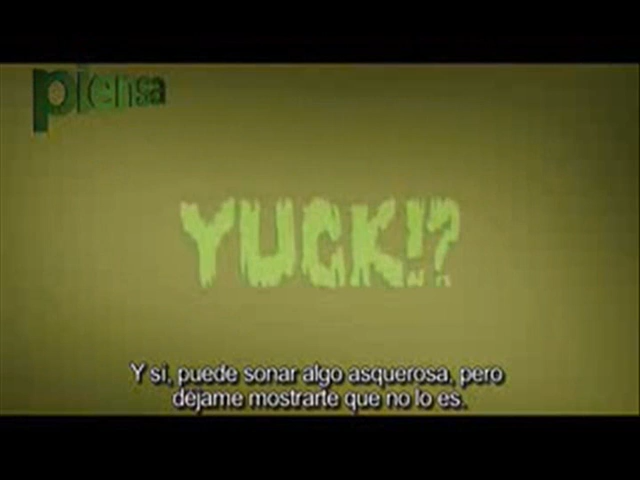 piensa
YUCK!?
Y sí, puede sonar algo asquerosa, pero
déjame mostrarte que no lo es.